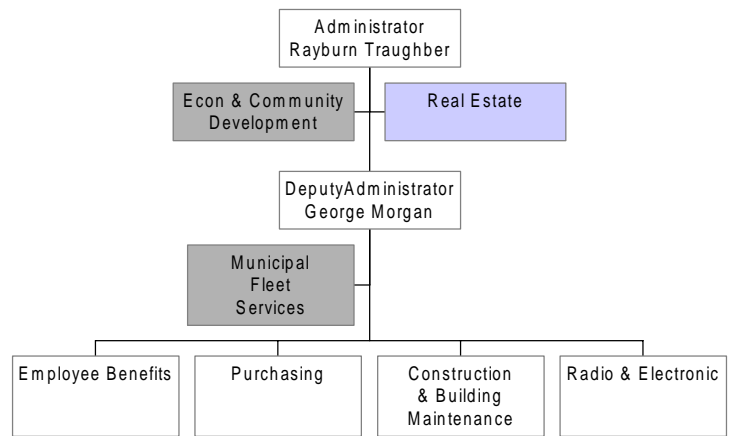 Administrator
Rayburn Traughber
Econ & Community
Development
Real Estate
DeputyAdministrator
George Morgan
Municipal
Fleet
Services
Employee Benefits
Purchasing
Construction
& Building
Maintenance
Radio & Electronic